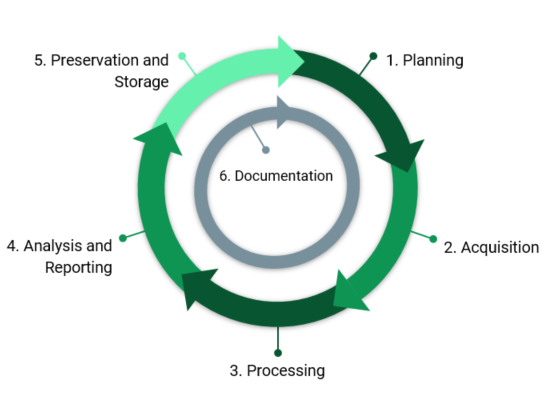 1. Planning
2. Acquisition
3. Processing
4. Analysis and
Reporting
5. Preservation and
Storage
6. Documentation